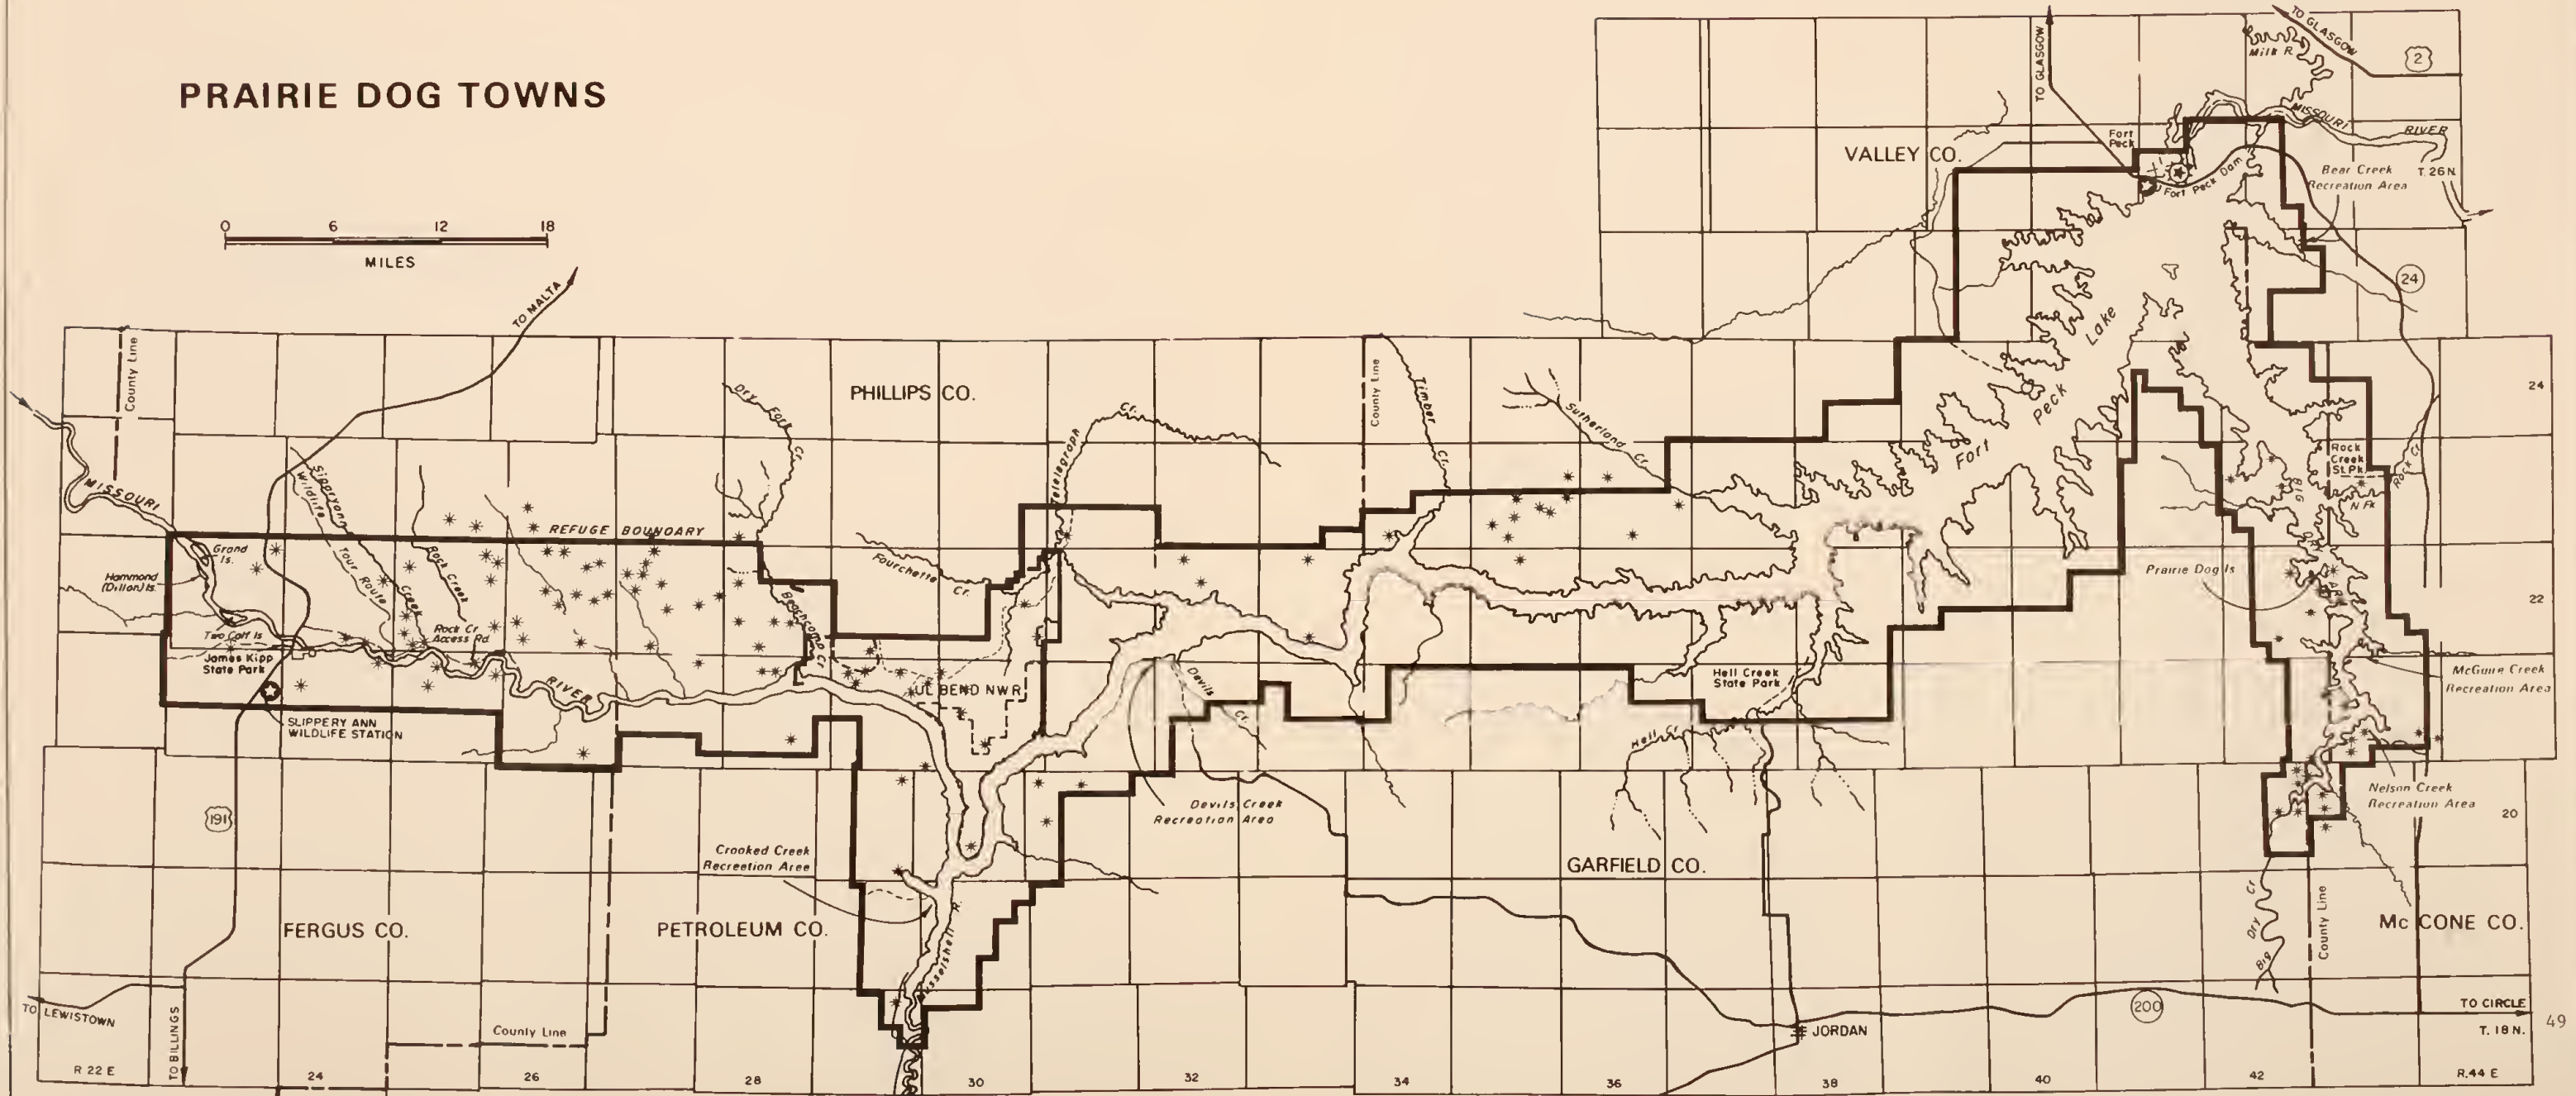 PRAIRIE DOG TOWNS
0 6 12 18
MILES
TO MALTA
TO GLASGOW
TO GLASGOW
Milk R.
2
MISSOURI
RIVER
T. 26 N.
VALLEY CO.
Fort
Peck
Fort Peck Dam
Bear Creek
Recreation Area
24
Lake
Peck
Fort
County Line
PHILLIPS CO.
County Line
24
Dry Fork
Cr.
Telegraph
Cr.
Timber
Cr.
Sutherland
Cr.
Rock
Creek
St. Pk.
Rock Cr.
BIG
N Fk
MISSOURI
REFUGE BOUNDARY
Grand
Is.
Hammond
(Dillon) Is.
Two Calf Is
James Kipp
State Park
Slippryann
Creek
Wildlife
Tour Route
Rock Creek
Rock Cr
Access Rd
Beauchamp Cr
Fourchette
Cr.
UL BEND NWR
RIVER
SLIPPERY ANN
WILDLIFE STATION
Prairie Dog Is
22
Devils
Cr.
Hell Creek
State Park
Hell Cr
McGuire Creek
Recreation Area
Devils Creek
Recreation Area
Nelson Creek
Recreation Area
20
191
Crooked Creek
Recreetion Area
GARFIELD CO.
FERGUS CO.
PETROLEUM CO.
Musselshell R.
Big Dry Cr
County Line
McCONE CO.
TO LEWISTOWN
TO BILLINGS
County Line
200
TO CIRCLE
T. 18 N.
49
JORDAN
R 22 E 24 26 28 30 32 34 36 38 40 42 R.44 E